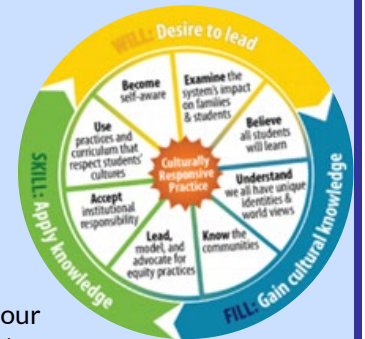 WILL: Desire to lead
Become
self-aware
Examine the
system's impact
on families
& students
Believe
all students
will learn
Understand
we all have unique
identities &
world views
Know the
communities
Lead,
model, and
advocate for
equity practices
Accept
institutional
responsibility
Use
practices and
curriculum that
respect students'
cultures
Culturally
Responsive
Practice
FILL: Gain cultural knowledge
SKILL: Apply knowledge
our